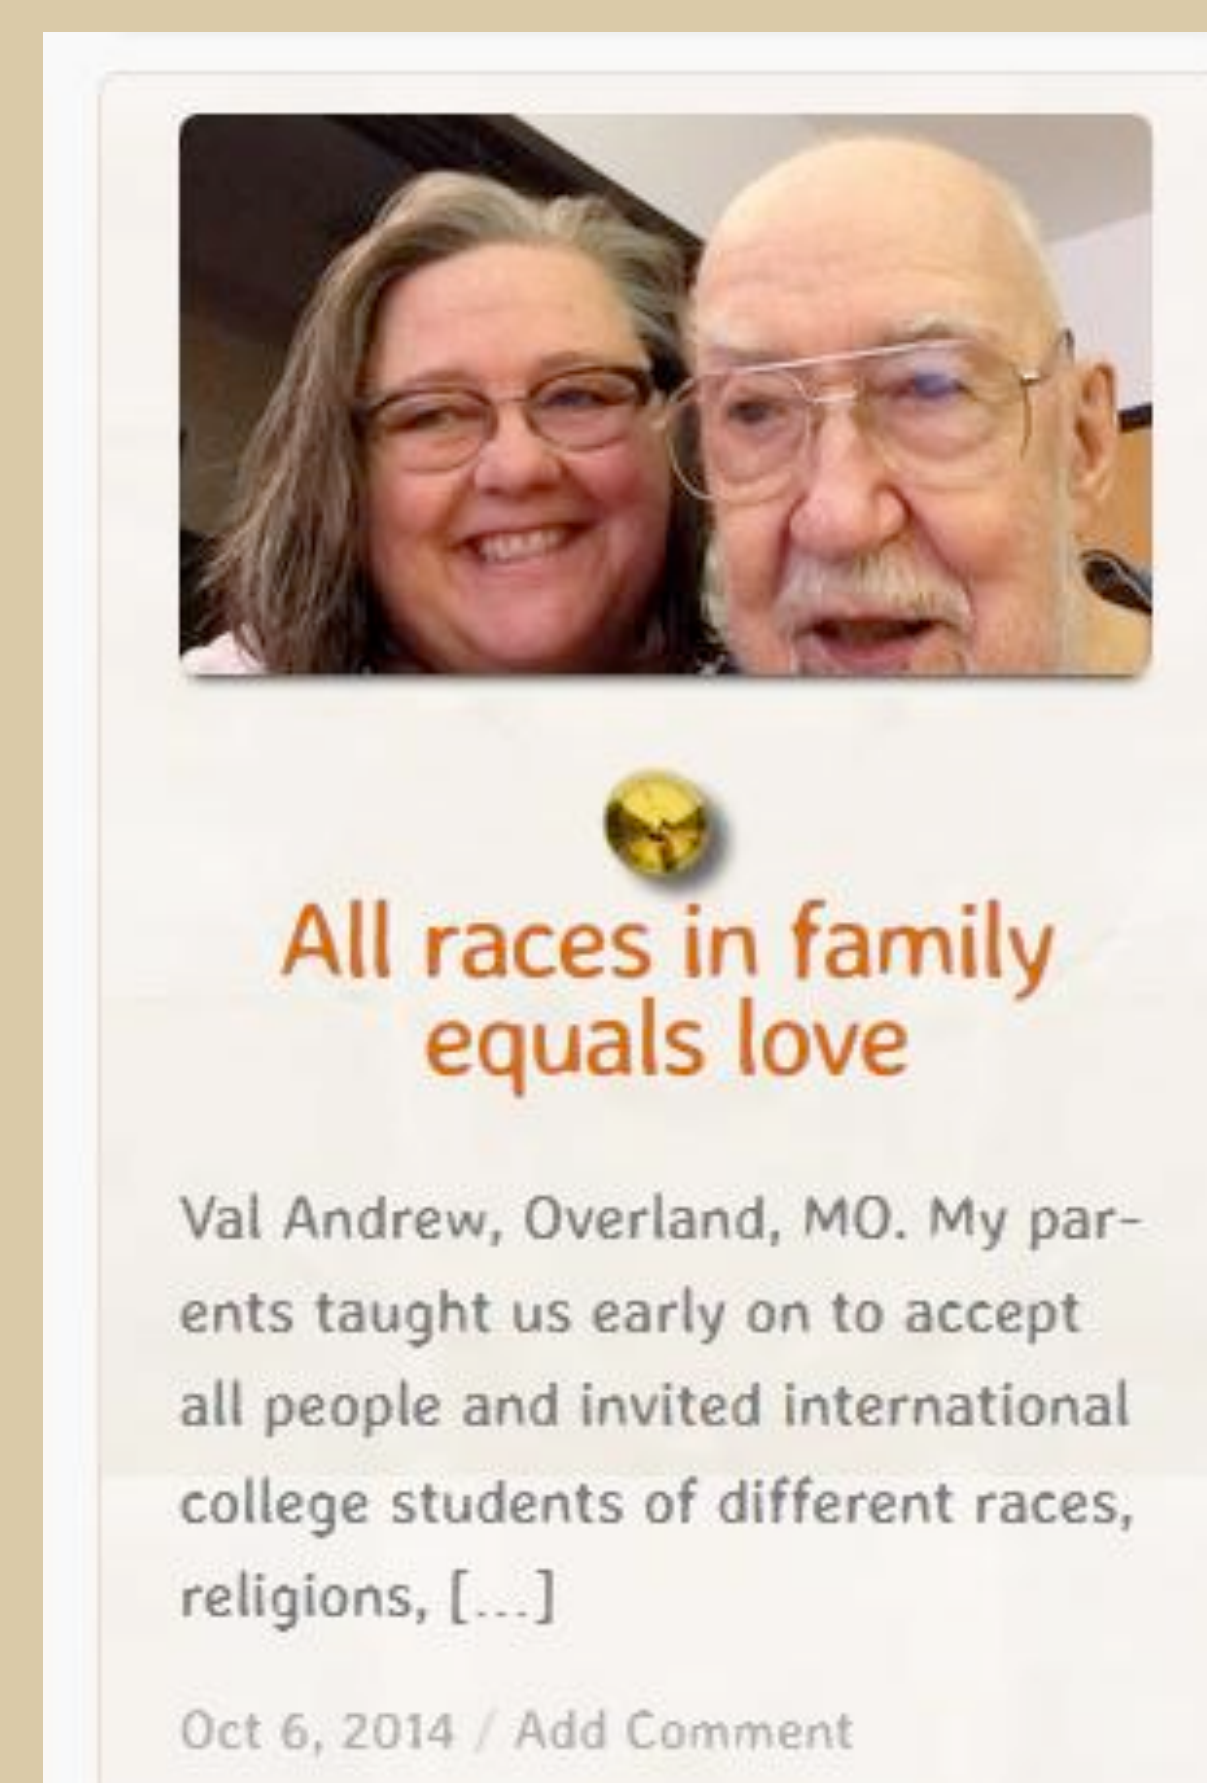 All races in family
equals love
Val Andrew, Overland, MO. My par-
ents taught us early on to accept
all people and invited international
college students of different races,
religions, [...]
Oct 6, 2014 / Add Comment